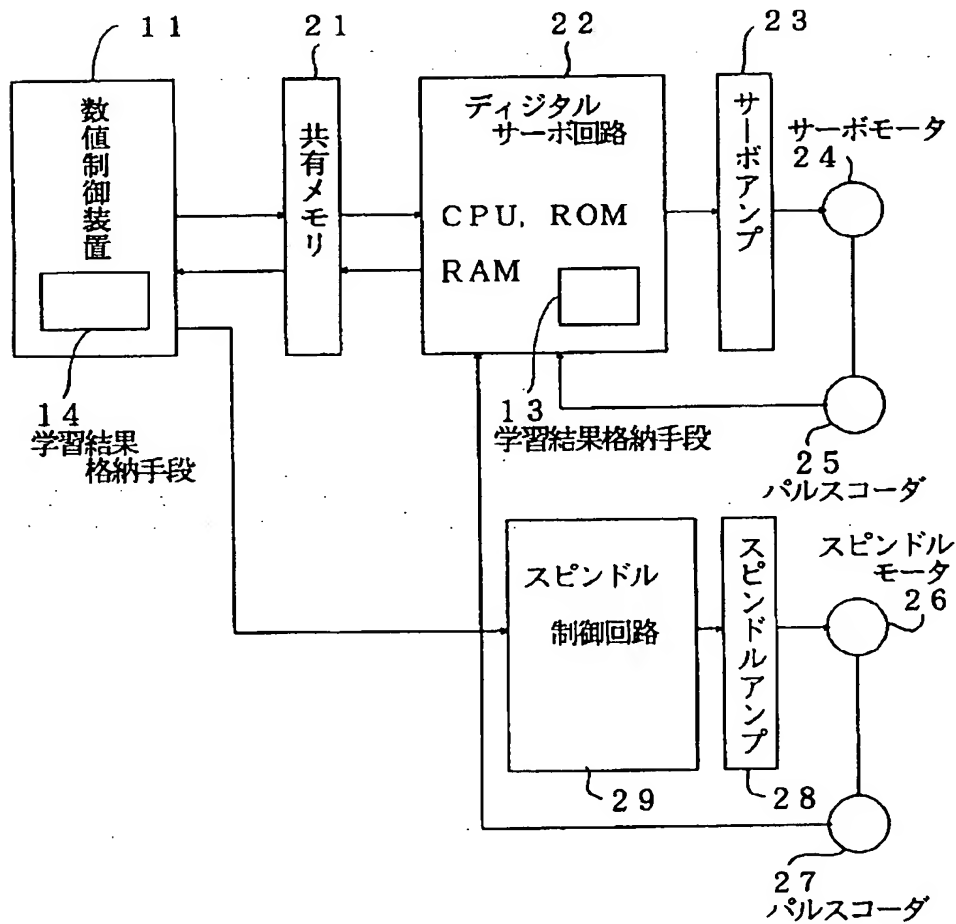 11
21
22
23
数値制御装置
共有メモリ
ディジタル
サーボ回路
CPU, ROM
RAM
サーボアンプ
サーボモータ
24
14
学習結果
格納手段
13
学習結果格納手段
25
パルスコーダ
スピンドル
制御回路
29
スピンドルアンプ
28
スピンドル
モータ
26
27
パルスコーダ